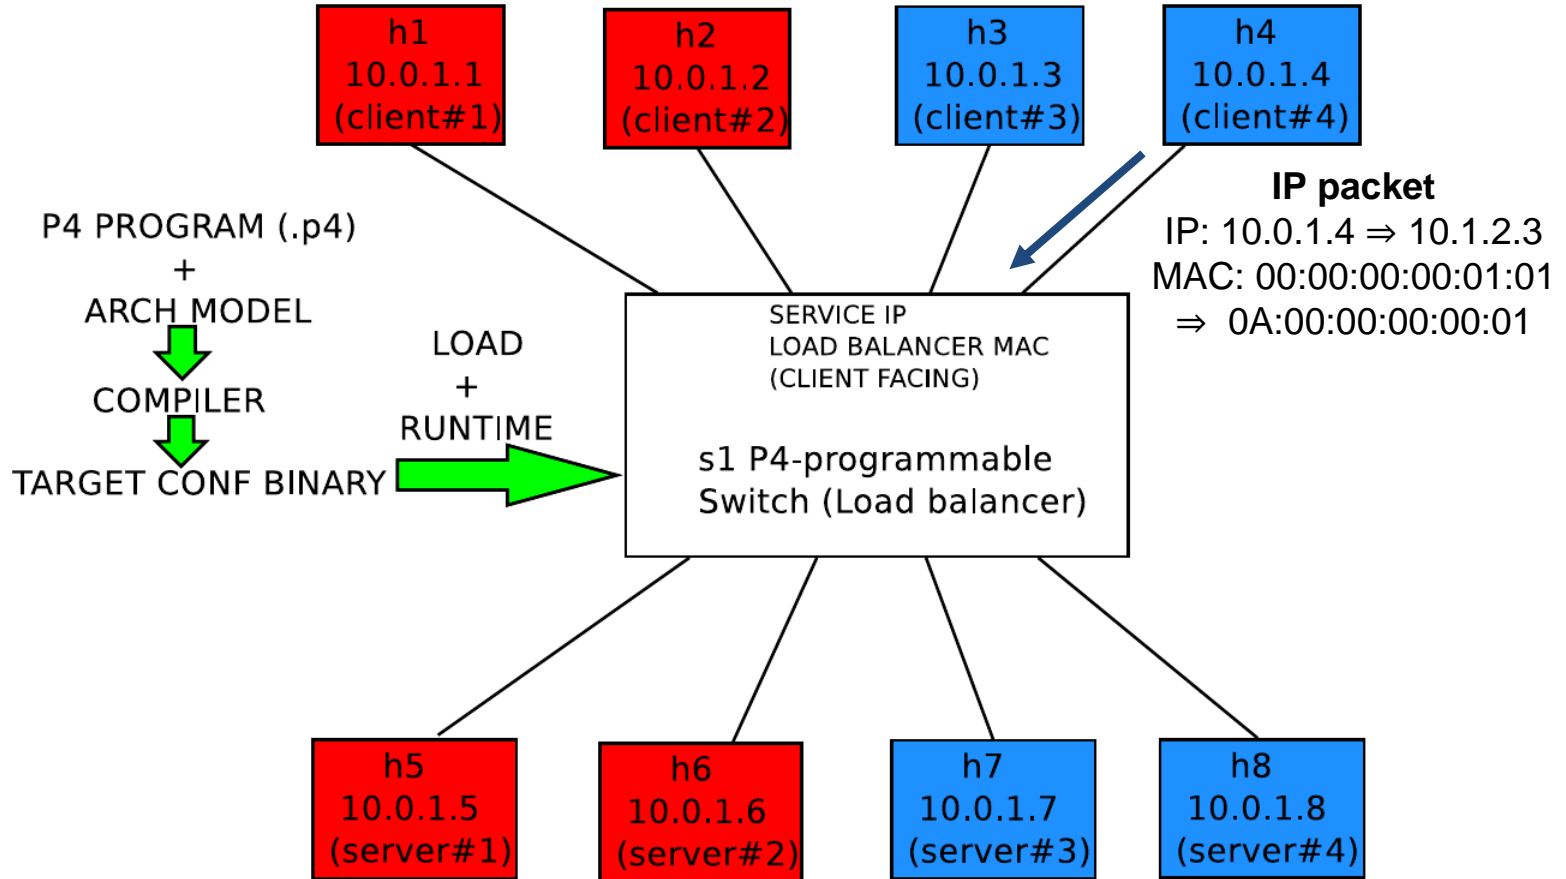 h1
10.0.1.1
(client#1)
h2
10.0.1.2
(client#2)
h3
10.0.1.3
(client#3)
h4
10.0.1.4
(client#4)
IP packet
IP: 10.0.1.4 ⇒ 10.1.2.3
MAC: 00:00:00:00:01:01
⇒ 0A:00:00:00:00:01
P4 PROGRAM (.p4)
+
ARCH MODEL
COMPILER
TARGET CONF BINARY
LOAD
+
RUNTIME
SERVICE IP
LOAD BALANCER MAC
(CLIENT FACING)
s1 P4-programmable
Switch (Load balancer)
h5
10.0.1.5
(server#1)
h6
10.0.1.6
(server#2)
h7
10.0.1.7
(server#3)
h8
10.0.1.8
(server#4)